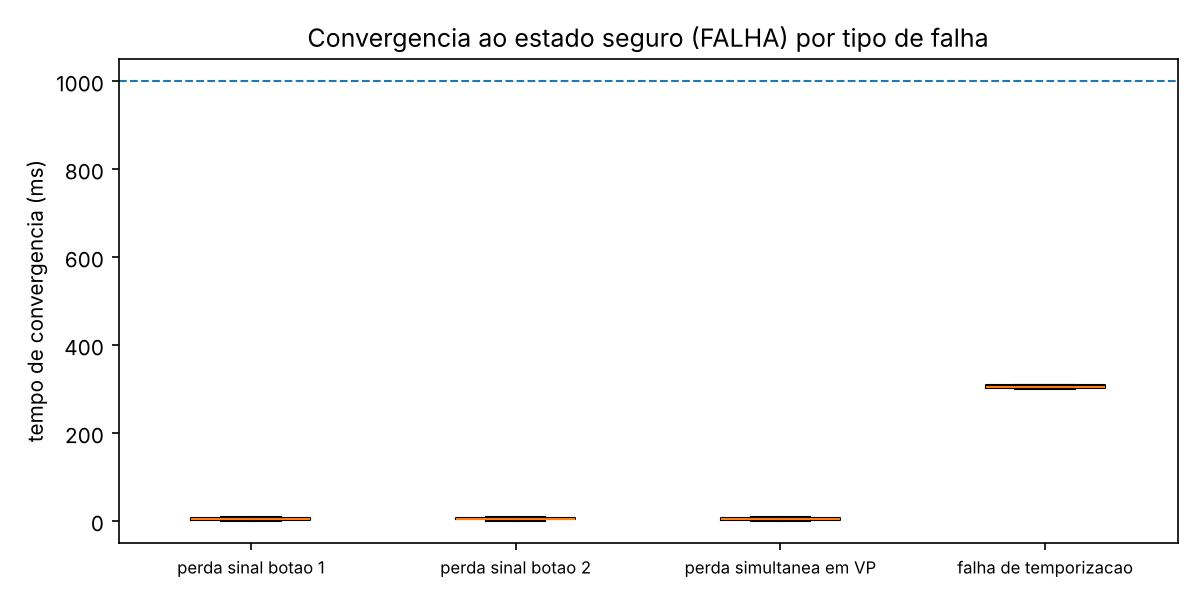 Convergencia ao estado seguro (FALHA) por tipo de falha
tempo de convergencia (ms)
1000
800
600
400
200
0
perda sinal botao 1
perda sinal botao 2
perda simultanea em VP
falha de temporizacao